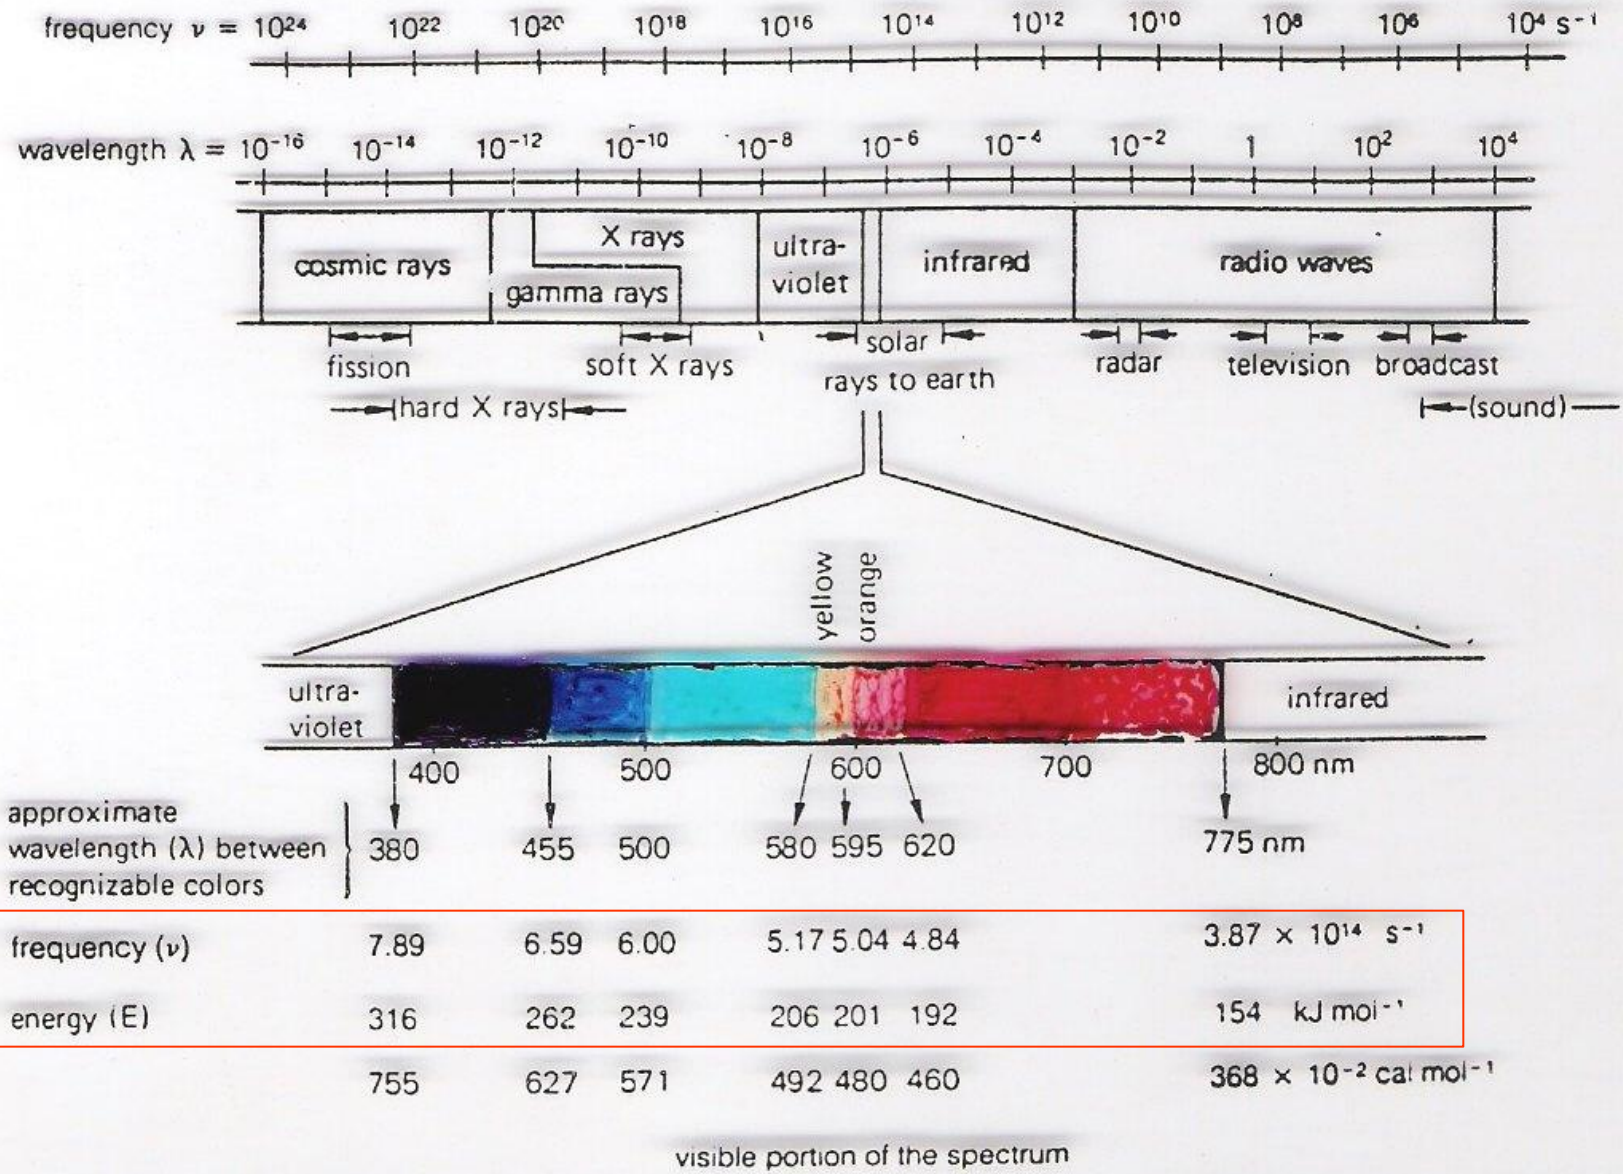 frequency ν = 10²⁴ 10²² 10²⁰ 10¹⁸ 10¹⁶ 10¹⁴ 10¹² 10¹⁰ 10⁸ 10⁶ 10⁴ s⁻¹
wavelength λ = 10⁻¹⁶ 10⁻¹⁴ 10⁻¹² 10⁻¹⁰ 10⁻⁸ 10⁻⁶ 10⁻⁴ 10⁻² 1 10² 10⁴
cosmic rays
X rays
gamma rays
ultra-
violet
infrared
radio waves
fission
hard X rays
soft X rays
solar
rays to earth
radar
television
broadcast
(sound)
yellow
orange
ultra-
violet
infrared
400 500 600 700 800 nm
approximate
wavelength (λ) between
recognizable colors
380 455 500 580 595 620 775 nm
frequency (ν) 7.89 6.59 6.00 5.17 5.04 4.84 3.87 × 10¹⁴ s⁻¹
energy (E) 316 262 239 206 201 192 154 kJ mol⁻¹
755 627 571 492 480 460 368 × 10⁻² cal mol⁻¹
visible portion of the spectrum